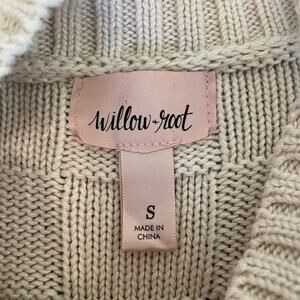 willow + root
S
MADE IN
CHINA